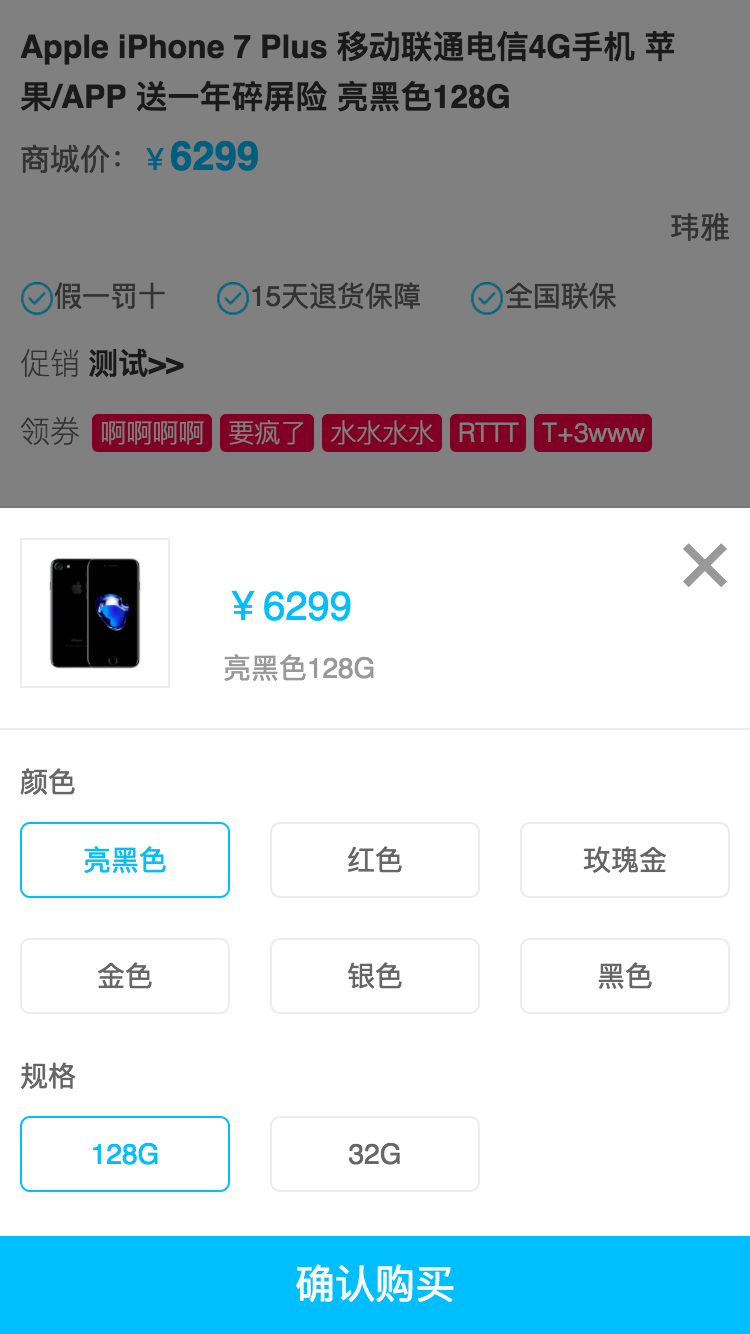 Apple iPhone 7 Plus 移动联通电信4G手机 苹
果/APP 送一年碎屏险 亮黑色128G
商城价： ¥ 6299
玮雅
假一罚十 15天退货保障 全国联保
促销 测试>>
领券 啊啊啊啊 要疯了 水水水水 RTTT T+3www
¥ 6299
亮黑色128G
颜色
亮黑色 红色 玫瑰金
金色 银色 黑色
规格
128G 32G
确认购买